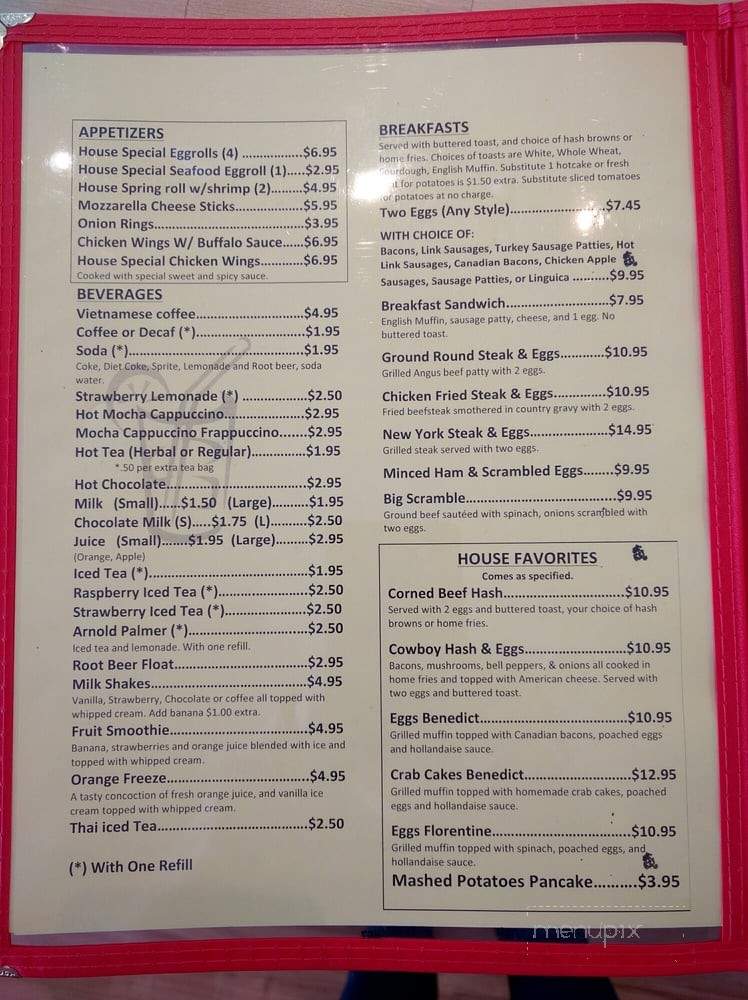 APPETIZERS
House Special Eggrolls (4) .................$6.95
House Special Seafood Eggroll (1).....$2.95
House Spring roll w/shrimp (2).........$4.95
Mozzarella Cheese Sticks...................$5.95
Onion Rings..........................................$3.95
Chicken Wings W/ Buffalo Sauce......$6.95
House Special Chicken Wings............$6.95
Cooked with special sweet and spicy sauce.
BEVERAGES
Vietnamese coffee..............................$4.95
Coffee or Decaf (*)..............................$1.95
Soda (*).................................................$1.95
Coke, Diet Coke, Sprite, Lemonade and Root beer, soda
water.
Strawberry Lemonade (*) ..................$2.50
Hot Mocha Cappuccino......................$2.95
Mocha Cappuccino Frappuccino.......$2.95
Hot Tea (Herbal or Regular)...............$1.95
*.50 per extra tea bag
Hot Chocolate......................................$2.95
Milk (Small)......$1.50 (Large).........$1.95
Chocolate Milk (S).....$1.75 (L).........$2.50
Juice (Small).......$1.95 (Large).........$2.95
(Orange, Apple)
Iced Tea (*)...........................................$1.95
Raspberry Iced Tea (*)........................$2.50
Strawberry Iced Tea (*)......................$2.50
Arnold Palmer (*)................................$2.50
Iced tea and lemonade. With one refill.
Root Beer Float...................................$2.95
Milk Shakes.........................................$4.95
Vanilla, Strawberry, Chocolate or coffee all topped with
whipped cream. Add banana $1.00 extra.
Fruit Smoothie....................................$4.95
Banana, strawberries and orange juice blended with ice and
topped with whipped cream.
Orange Freeze.....................................$4.95
A tasty concoction of fresh orange juice, and vanilla ice
cream topped with whipped cream.
Thai iced Tea.......................................$2.50
(*) With One Refill
BREAKFASTS
Served with buttered toast, and choice of hash browns or
home fries. Choices of toasts are White, Whole Wheat,
Sourdough, English Muffin. Substitute 1 hotcake or fresh
for potatoes is $1.50 extra. Substitute sliced tomatoes
for potatoes at no charge.
Two Eggs (Any Style)..........................$7.45
WITH CHOICE OF:
Bacons, Link Sausages, Turkey Sausage Patties, Hot
Link Sausages, Canadian Bacons, Chicken Apple
Sausages, Sausage Patties, or Linguica ..........$9.95
Breakfast Sandwich............................$7.95
English Muffin, sausage patty, cheese, and 1 egg. No
buttered toast.
Ground Round Steak & Eggs............$10.95
Grilled Angus beef patty with 2 eggs.
Chicken Fried Steak & Eggs..............$10.95
Fried beefsteak smothered in country gravy with 2 eggs.
New York Steak & Eggs.....................$14.95
Grilled steak served with two eggs.
Minced Ham & Scrambled Eggs........$9.95
Big Scramble.........................................$9.95
Ground beef sautéed with spinach, onions scrambled with
two eggs.
HOUSE FAVORITES
Comes as specified.
Corned Beef Hash...............................$10.95
Served with 2 eggs and buttered toast, your choice of hash
browns or home fries.
Cowboy Hash & Eggs..........................$10.95
Bacons, mushrooms, bell peppers, & onions all cooked in
home fries and topped with American cheese. Served with
two eggs and buttered toast.
Eggs Benedict.....................................$10.95
Grilled muffin topped with Canadian bacons, poached eggs
and hollandaise sauce.
Crab Cakes Benedict...........................$12.95
Grilled muffin topped with homemade crab cakes, poached
eggs and hollandaise sauce.
Eggs Florentine...................................$10.95
Grilled muffin topped with spinach, poached eggs, and
hollandaise sauce.
Mashed Potatoes Pancake..........$3.95
menupix